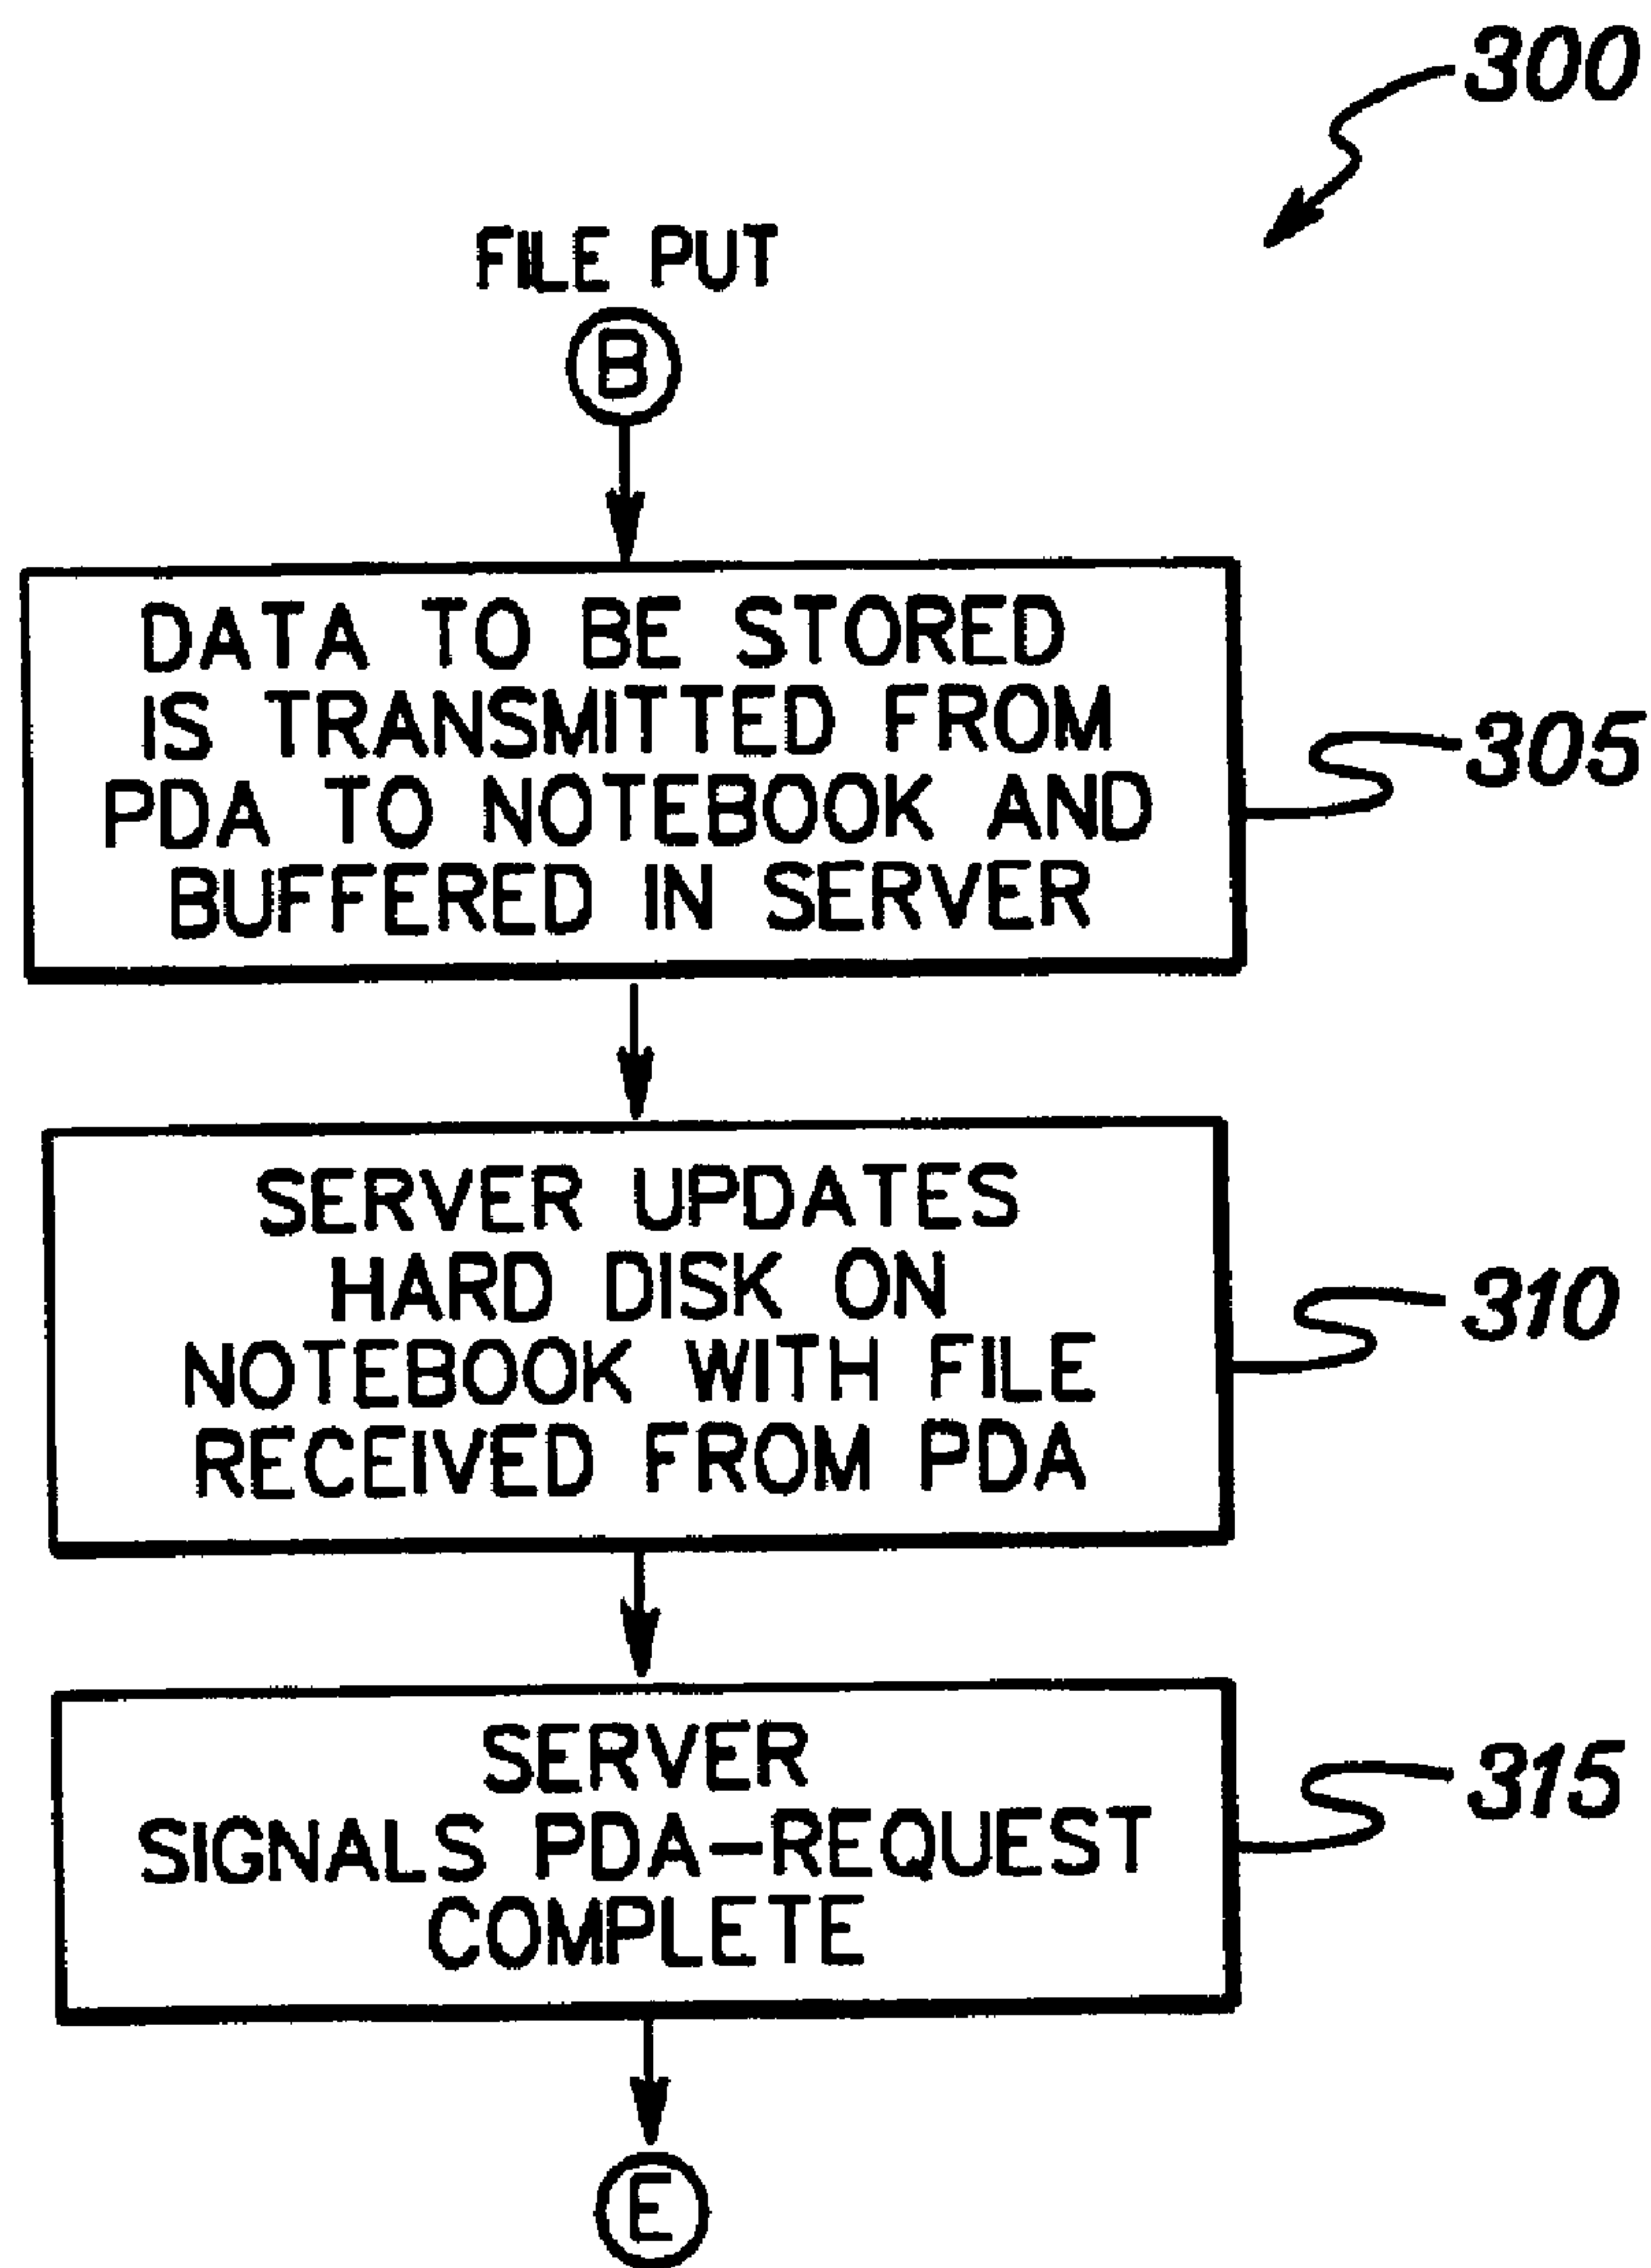 300
FILE PUT
B
DATA TO BE STORED
IS TRANSMITTED FROM
PDA TO NOTEBOOK AND
BUFFERED IN SERVER
305
SERVER UPDATES
HARD DISK ON
NOTEBOOK WITH FILE
RECEIVED FROM PDA
310
SERVER
SIGNALS PDA-REQUEST
COMPLETE
315
E